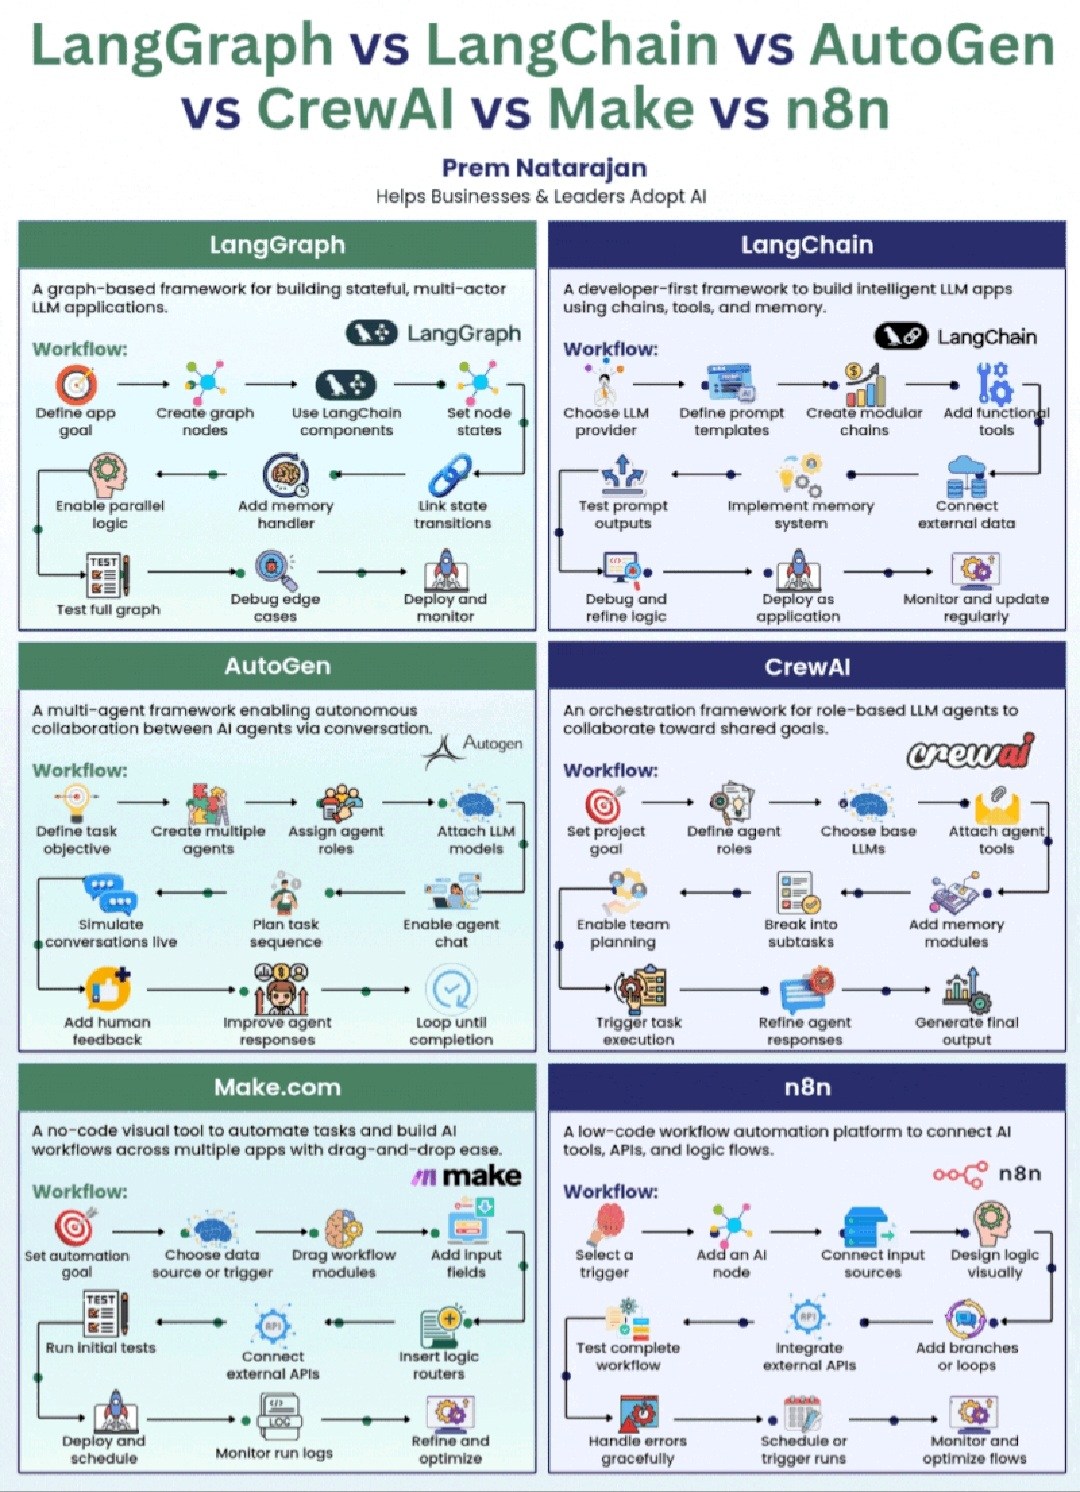 LangGraph vs LangChain vs AutoGen
vs CrewAI vs Make vs n8n
Prem Natarajan
Helps Businesses & Leaders Adopt AI
LangGraph
A graph-based framework for building stateful, multi-actor
LLM applications.
LangGraph
Workflow:
Define app
goal
Create graph
nodes
Use LangChain
components
Set node
states
Enable parallel
logic
Add memory
handler
Link state
transitions
TEST
Test full graph
Debug edge
cases
Deploy and
monitor
LangChain
A developer-first framework to build intelligent LLM apps
using chains, tools, and memory.
LangChain
Workflow:
Choose LLM
provider
Define prompt
templates
Create modular
chains
Add functional
tools
Test prompt
outputs
Implement memory
system
Connect
external data
Debug and
refine logic
Deploy as
application
Monitor and update
regularly
AutoGen
A multi-agent framework enabling autonomous
collaboration between AI agents via conversation.
Autogen
Workflow:
Define task
objective
Create multiple
agents
Assign agent
roles
Attach LLM
models
Simulate
conversations live
Plan task
sequence
Enable agent
chat
Add human
feedback
Improve agent
responses
Loop until
completion
CrewAI
An orchestration framework for role-based LLM agents to
collaborate toward shared goals.
crewai
Workflow:
Set project
goal
Define agent
roles
Choose base
LLMs
Attach agent
tools
Enable team
planning
Break into
subtasks
Add memory
modules
Trigger task
execution
Refine agent
responses
Generate final
output
Make.com
A no-code visual tool to automate tasks and build AI
workflows across multiple apps with drag-and-drop ease.
make
Workflow:
Set automation
goal
Choose data
source or trigger
Drag workflow
modules
Add input
fields
TEST
Run initial tests
API
Connect
external APIs
Insert logic
routers
Deploy and
schedule
LOG
Monitor run logs
Refine and
optimize
n8n
A low-code workflow automation platform to connect AI
tools, APIs, and logic flows.
n8n
Workflow:
Select a
trigger
Add an AI
node
Connect input
sources
Design logic
visually
Test complete
workflow
API
Integrate
external APIs
Add branches
or loops
Handle errors
gracefully
Schedule or
trigger runs
Monitor and
optimize flows